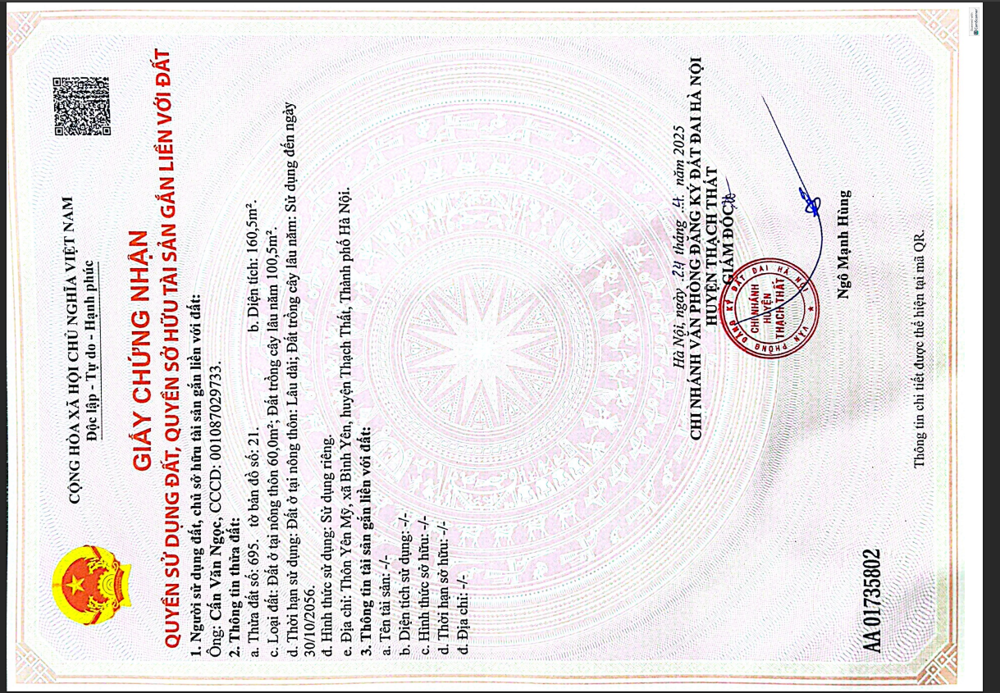 CỘNG HÒA XÃ HỘI CHỦ NGHĨA VIỆT NAM
Độc lập - Tự do - Hạnh phúc
GIẤY CHỨNG NHẬN
QUYỀN SỬ DỤNG ĐẤT, QUYỀN SỞ HỮU TÀI SẢN GẮN LIỀN VỚI ĐẤT
1. Người sử dụng đất, chủ sở hữu tài sản gắn liền với đất:
Ông: Cấn Văn Ngọc, CCCD: 001087029733.
2. Thông tin thửa đất:
a. Thửa đất số: 695. tờ bản đồ số: 21. b. Diện tích: 160,5m².
c. Loại đất: Đất ở tại nông thôn 60,0m²; Đất trồng cây lâu năm 100,5m².
d. Thời hạn sử dụng: Đất ở tại nông thôn: Lâu dài; Đất trồng cây lâu năm: Sử dụng đến ngày
30/10/2056.
đ. Hình thức sử dụng: Sử dụng riêng.
e. Địa chỉ: Thôn Yên Mỹ, xã Bình Yên, huyện Thạch Thất, Thành phố Hà Nội.
3. Thông tin tài sản gắn liền với đất:
a. Tên tài sản: -/-
b. Diện tích sử dụng: -/-
c. Hình thức sở hữu: -/-
d. Thời hạn sở hữu: -/-
đ. Địa chỉ: -/-
Hà Nội, ngày 24 tháng 4 năm 2025
CHI NHÁNH VĂN PHÒNG ĐĂNG KÝ ĐẤT ĐAI HÀ NỘI
HUYỆN THẠCH THẤT
GIÁM ĐỐC
VĂN PHÒNG ĐĂNG KÝ ĐẤT ĐAI HÀ NỘI
CHI NHÁNH
HUYỆN
THẠCH THẤT
Ngô Mạnh Hùng
AA 01735802
Thông tin chi tiết được thể hiện tại mã QR.
CamScanner